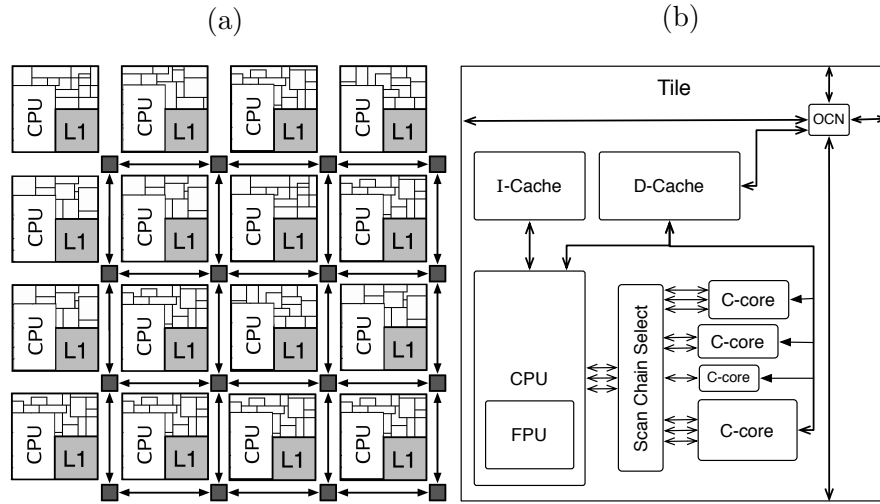 (a)
(b)
CPU
L1
CPU
L1
CPU
L1
CPU
L1
CPU
L1
CPU
L1
CPU
L1
CPU
L1
CPU
L1
CPU
L1
CPU
L1
CPU
L1
CPU
L1
CPU
L1
CPU
L1
CPU
L1
Tile
OCN
I-Cache
D-Cache
CPU
FPU
Scan Chain Select
C-core
C-core
C-core
C-core